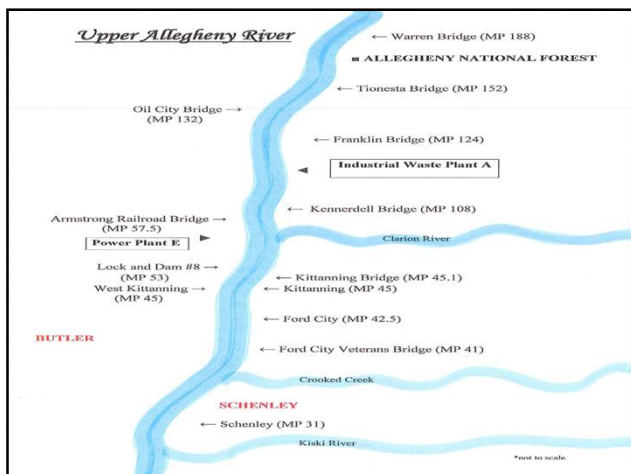 Upper Allegheny River
← Warren Bridge (MP 188)
■ ALLEGHENY NATIONAL FOREST
← Tionesta Bridge (MP 152)
Oil City Bridge →
(MP 132)
← Franklin Bridge (MP 124)
◄ Industrial Waste Plant A
← Kennerdell Bridge (MP 108)
Armstrong Railroad Bridge →
(MP 57.5)
Power Plant E ►
Clarion River
Lock and Dam #8 →
(MP 53)
← Kittanning Bridge (MP 45.1)
West Kittanning →
(MP 45)
← Kittanning (MP 45)
← Ford City (MP 42.5)
BUTLER
← Ford City Veterans Bridge (MP 41)
Crooked Creek
SCHENLEY
← Schenley (MP 31)
Kiski River
*not to scale